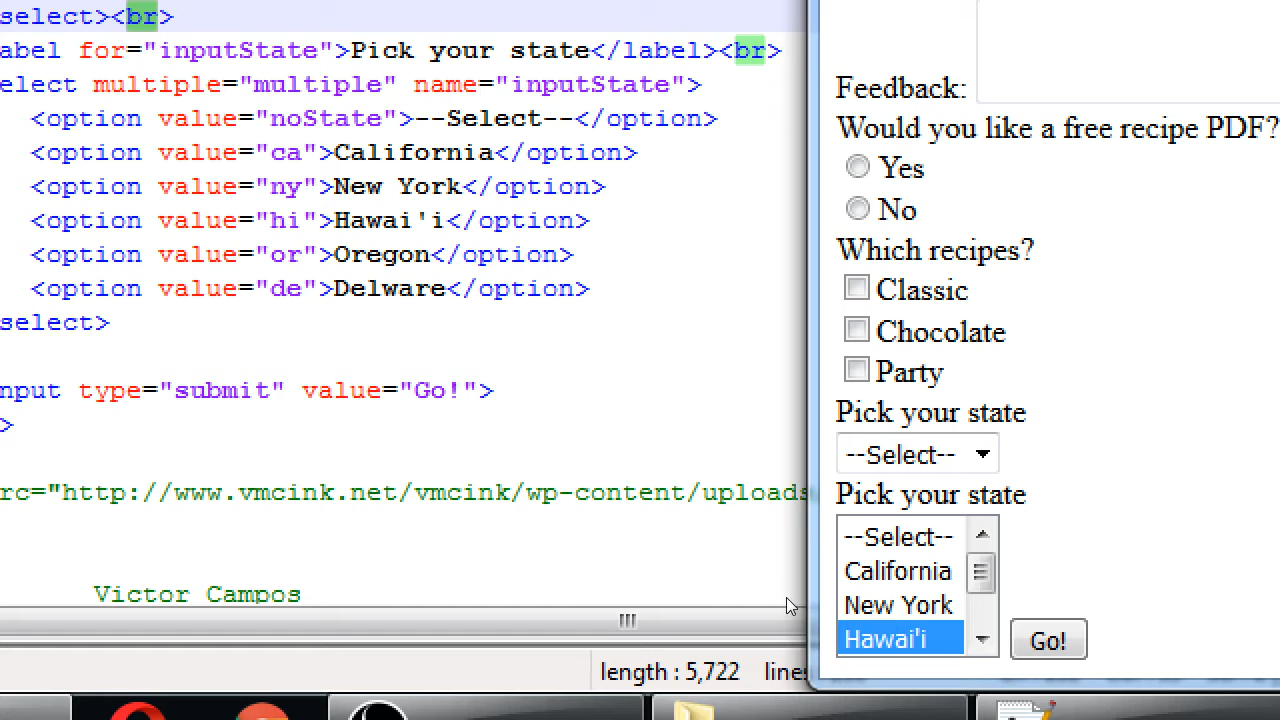 select><br>
abel for="inputState">Pick your state</label><br>
elect multiple="multiple" name="inputState">
<option value="noState">--Select--</option>
<option value="ca">California</option>
<option value="ny">New York</option>
<option value="hi">Hawai'i</option>
<option value="or">Oregon</option>
<option value="de">Delware</option>
select>
nput type="submit" value="Go!">
>
rc="http://www.vmcink.net/vmcink/wp-content/uploads
Victor Campos
length : 5,722 lines
Feedback:
Would you like a free recipe PDF?
Yes
No
Which recipes?
Classic
Chocolate
Party
Pick your state
--Select--
Pick your state
--Select--
California
New York
Hawai'i
Go!